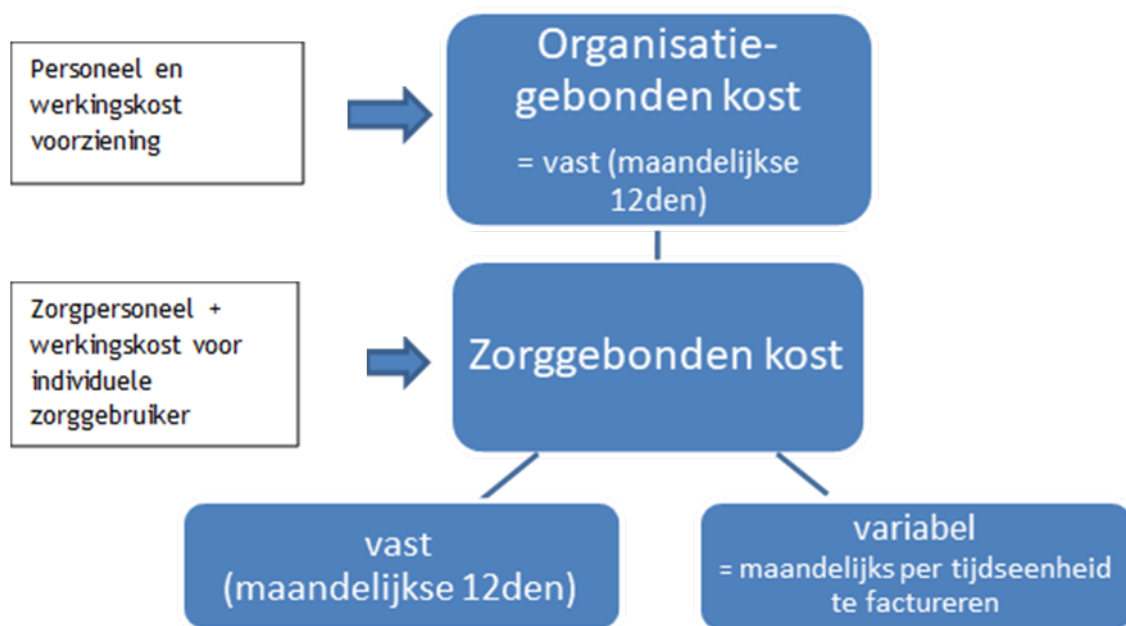 Personeel en
werkingskost
voorziening
Organisatie-
gebonden kost
= vast (maandelijkse
12den)
Zorgpersoneel +
werkingskost voor
individuele
zorggebruiker
Zorggebonden kost
vast
(maandelijkse 12den)
variabel
= maandelijks per tijdseenheid
te factureren